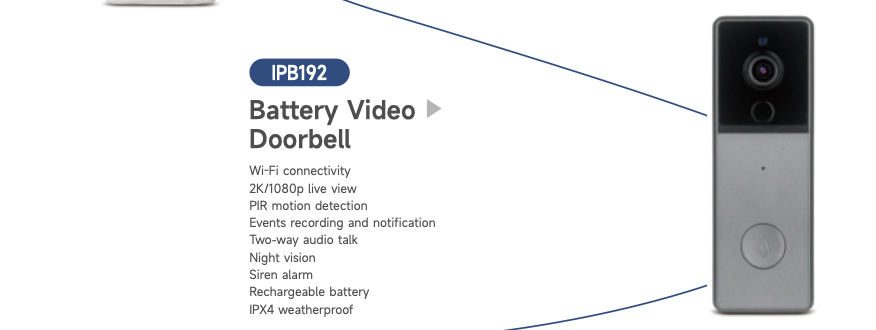 IPB192
Battery Video
Doorbell
Wi-Fi connectivity
2K/1080p live view
PIR motion detection
Events recording and notification
Two-way audio talk
Night vision
Siren alarm
Rechargeable battery
IPX4 weatherproof